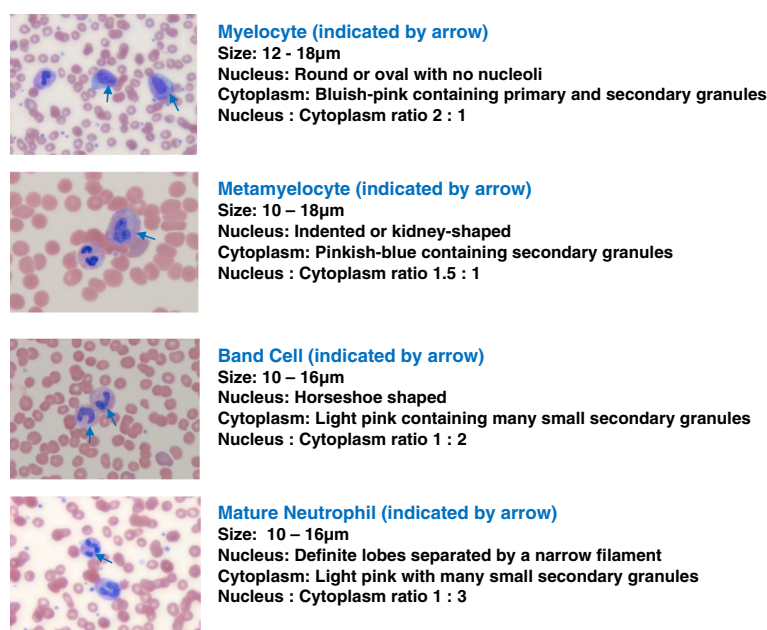 Myelocyte (indicated by arrow)
Size: 12 - 18μm
Nucleus: Round or oval with no nucleoli
Cytoplasm: Bluish-pink containing primary and secondary granules
Nucleus : Cytoplasm ratio 2 : 1
Metamyelocyte (indicated by arrow)
Size: 10 – 18μm
Nucleus: Indented or kidney-shaped
Cytoplasm: Pinkish-blue containing secondary granules
Nucleus : Cytoplasm ratio 1.5 : 1
Band Cell (indicated by arrow)
Size: 10 – 16μm
Nucleus: Horseshoe shaped
Cytoplasm: Light pink containing many small secondary granules
Nucleus : Cytoplasm ratio 1 : 2
Mature Neutrophil (indicated by arrow)
Size:  10 – 16μm
Nucleus: Definite lobes separated by a narrow filament
Cytoplasm: Light pink with many small secondary granules
Nucleus : Cytoplasm ratio 1 : 3